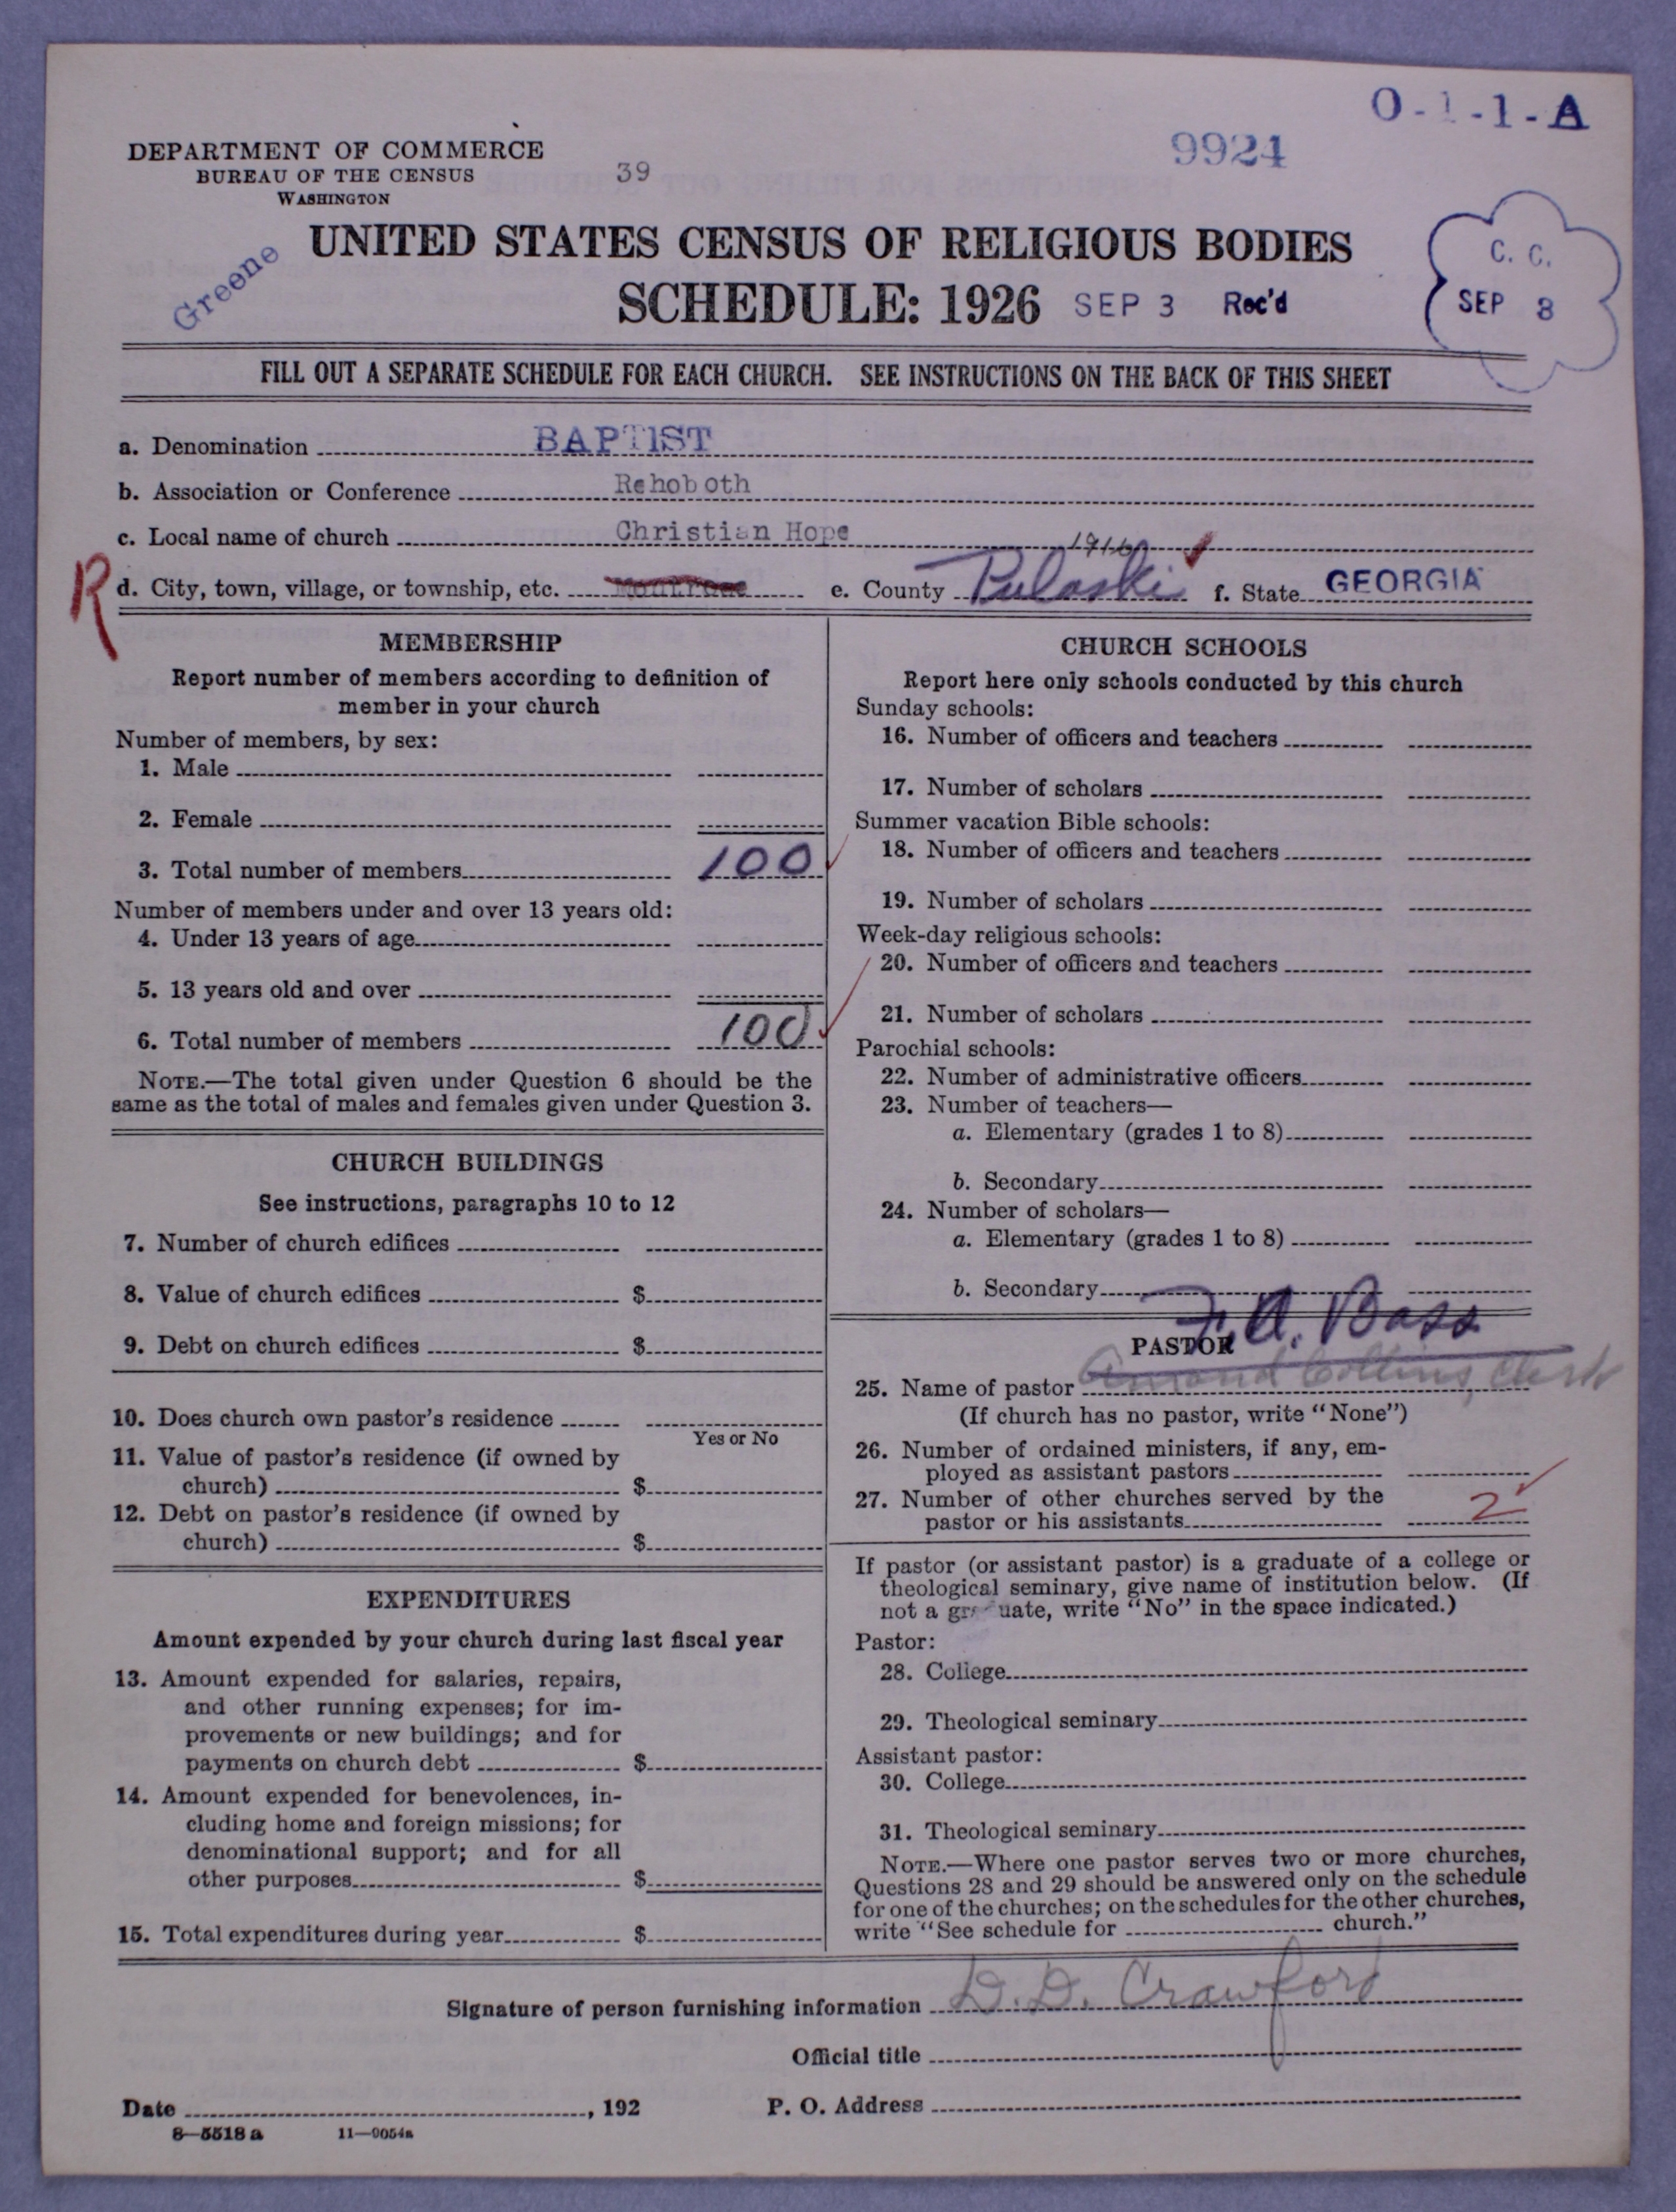 O-1-1-A
9924
DEPARTMENT OF COMMERCE
BUREAU OF THE CENSUS
WASHINGTON
39
Greene
UNITED STATES CENSUS OF RELIGIOUS BODIES
SCHEDULE: 1926 SEP 3 Rec'd
C. C.
SEP 8
FILL OUT A SEPARATE SCHEDULE FOR EACH CHURCH. SEE INSTRUCTIONS ON THE BACK OF THIS SHEET
a. Denomination BAPTIST
b. Association or Conference Rehoboth
c. Local name of church Christian Hope
1916
R d. City, town, village, or township, etc. Montrose e. County Pulaski f. State GEORGIA
MEMBERSHIP
Report number of members according to definition of
member in your church
Number of members, by sex:
1. Male
2. Female
3. Total number of members 100
Number of members under and over 13 years old:
4. Under 13 years of age
5. 13 years old and over
6. Total number of members 100
NOTE.—The total given under Question 6 should be the
same as the total of males and females given under Question 3.
CHURCH BUILDINGS
See instructions, paragraphs 10 to 12
7. Number of church edifices
8. Value of church edifices $
9. Debt on church edifices $
10. Does church own pastor's residence
Yes or No
11. Value of pastor's residence (if owned by
church) $
12. Debt on pastor's residence (if owned by
church) $
EXPENDITURES
Amount expended by your church during last fiscal year
13. Amount expended for salaries, repairs,
and other running expenses; for im-
provements or new buildings; and for
payments on church debt $
14. Amount expended for benevolences, in-
cluding home and foreign missions; for
denominational support; and for all
other purposes $
15. Total expenditures during year $
CHURCH SCHOOLS
Report here only schools conducted by this church
Sunday schools:
16. Number of officers and teachers
17. Number of scholars
Summer vacation Bible schools:
18. Number of officers and teachers
19. Number of scholars
Week-day religious schools:
20. Number of officers and teachers
21. Number of scholars
Parochial schools:
22. Number of administrative officers
23. Number of teachers—
a. Elementary (grades 1 to 8)
b. Secondary
24. Number of scholars—
a. Elementary (grades 1 to 8)
b. Secondary
F. A. Bass
PASTOR
25. Name of pastor Collins, Clerk
(If church has no pastor, write "None")
26. Number of ordained ministers, if any, em-
ployed as assistant pastors
27. Number of other churches served by the
pastor or his assistants 2
If pastor (or assistant pastor) is a graduate of a college or
theological seminary, give name of institution below. (If
not a graduate, write "No" in the space indicated.)
Pastor:
28. College
29. Theological seminary
Assistant pastor:
30. College
31. Theological seminary
NOTE.—Where one pastor serves two or more churches,
Questions 28 and 29 should be answered only on the schedule
for one of the churches; on the schedules for the other churches,
write "See schedule for church."
Signature of person furnishing information D. D. Crawford
Official title
Date , 192 P. O. Address
8—5518 a 11—9054a